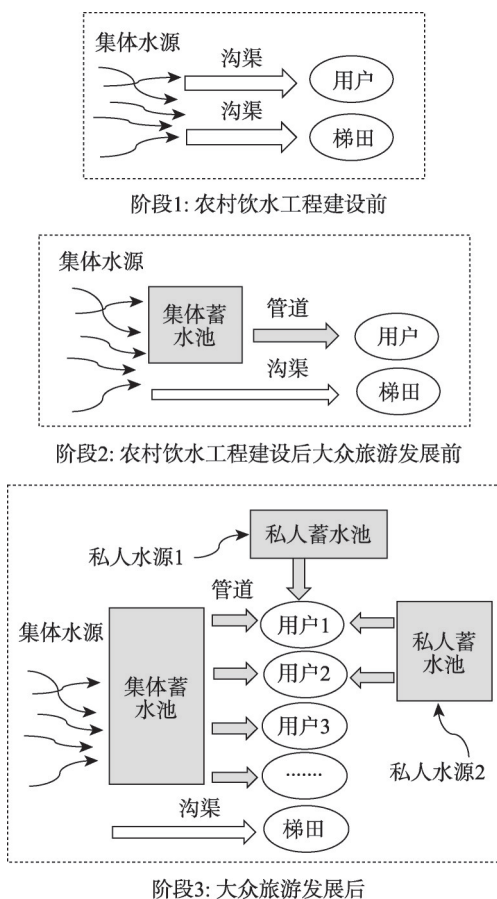 集体水源
沟渠
用户
沟渠
梯田
阶段1: 农村饮水工程建设前
集体水源
集体蓄
水池
管道
用户
沟渠
梯田
阶段2: 农村饮水工程建设后大众旅游发展前
私人蓄水池
私人水源1
管道
集体水源
集体蓄
水池
用户1
用户2
用户3
.......
私人蓄
水池
私人水源2
沟渠
梯田
阶段3: 大众旅游发展后